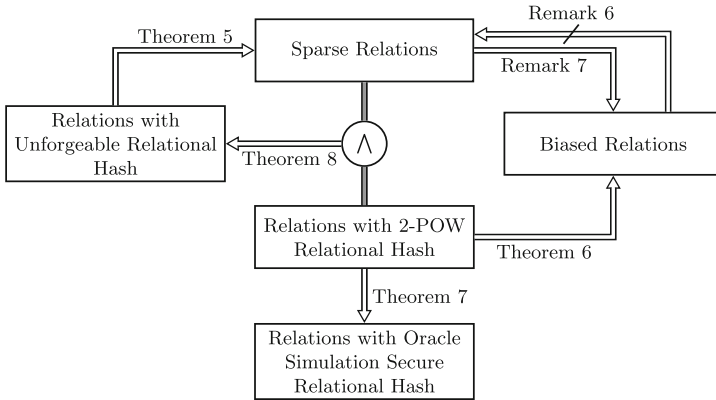 Remark 6
Theorem 5
Sparse Relations
Remark 7
Relations with
Unforgeable Relational
Hash
Theorem 8
∧
Biased Relations
Relations with 2-POW
Relational Hash
Theorem 6
Theorem 7
Relations with Oracle
Simulation Secure
Relational Hash